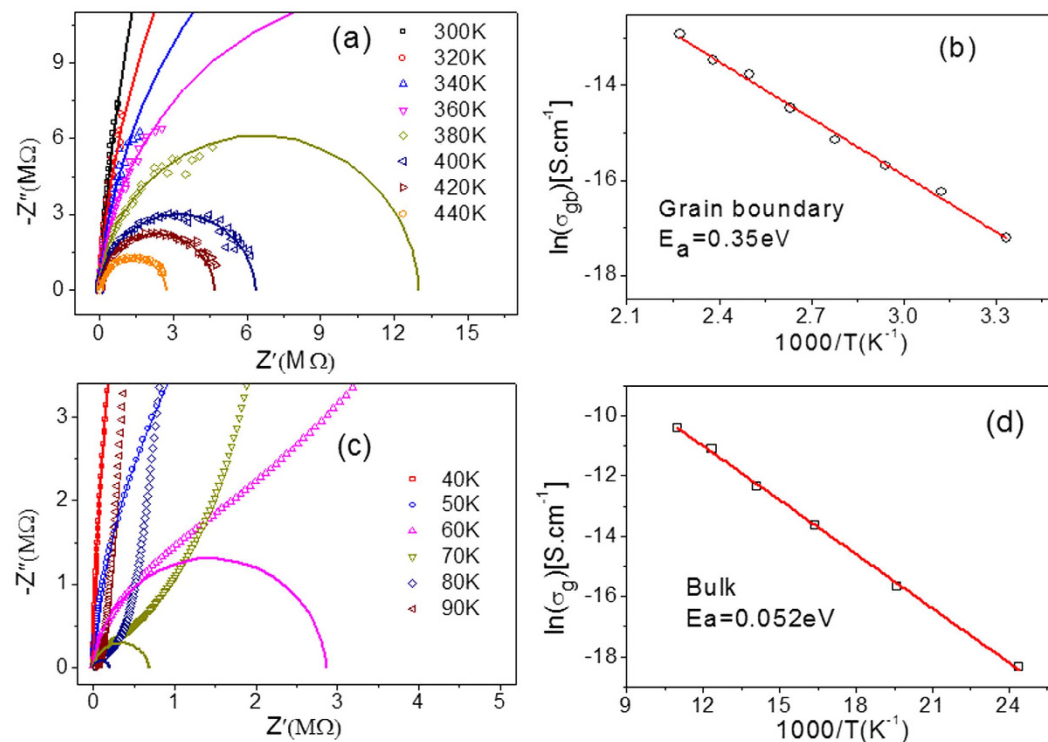 (a)
300K
320K
340K
360K
380K
400K
420K
440K
-Z″(MΩ)
9
6
3
0
0 3 6 9 12 15
Z′(MΩ)
(b)
ln(σgb)[S.cm-1]
-14
-16
-18
Grain boundary
Ea=0.35eV
2.1 2.4 2.7 3.0 3.3
1000/T(K-1)
(c)
40K
50K
60K
70K
80K
90K
-Z″(MΩ)
3
2
1
0
0 1 2 3 4 5
Z′(MΩ)
(d)
ln(σg)[S.cm-1]
-10
-12
-14
-16
-18
Bulk
Ea=0.052eV
9 12 15 18 21 24
1000/T(K-1)